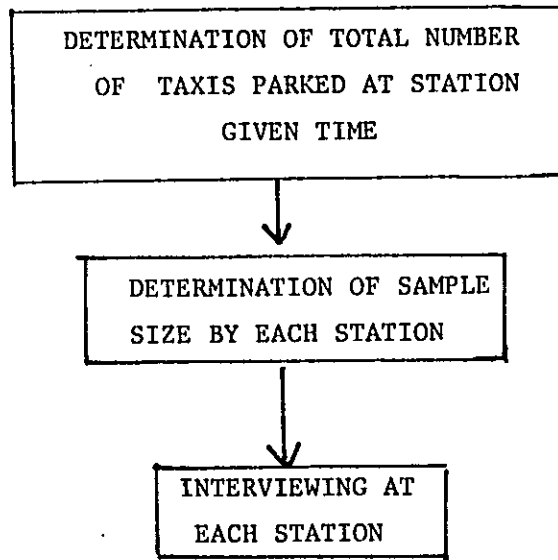 DETERMINATION OF TOTAL NUMBER
OF TAXIS PARKED AT STATION
GIVEN TIME
DETERMINATION OF SAMPLE
SIZE BY EACH STATION
INTERVIEWING AT
EACH STATION